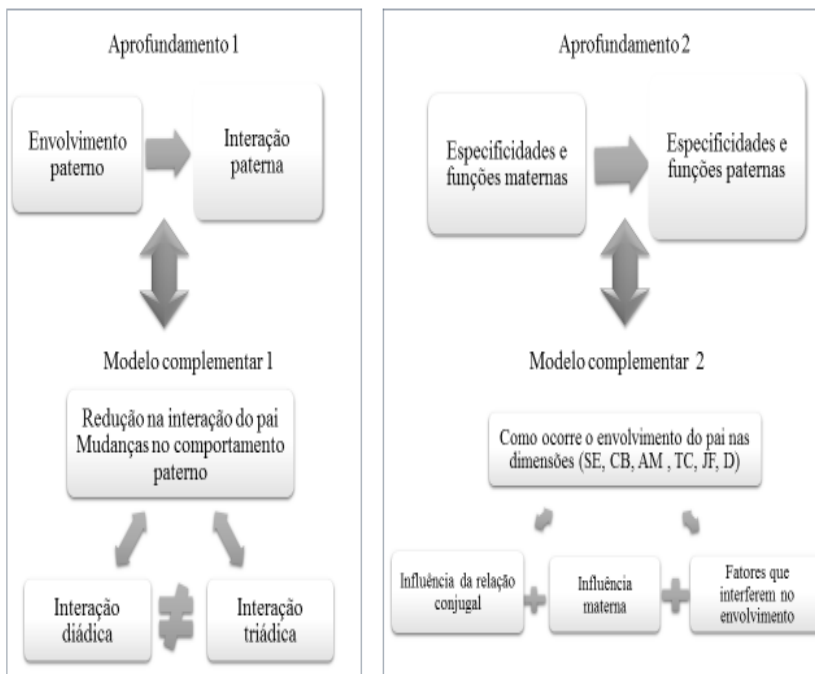 Aprofundamento 1
Envolvimento
paterno
Interação
paterna
Modelo complementar 1
Redução na interação do pai
Mudanças no comportamento
paterno
Interação
diádica
Interação
triádica
Aprofundamento 2
Especificidades e
funções maternas
Especificidades e
funções paternas
Modelo complementar 2
Como ocorre o envolvimento do pai nas
dimensões (SE, CB, AM , TC, JF, D)
Influência da relação
conjugal
Influência
materna
Fatores que
interferem no
envolvimento